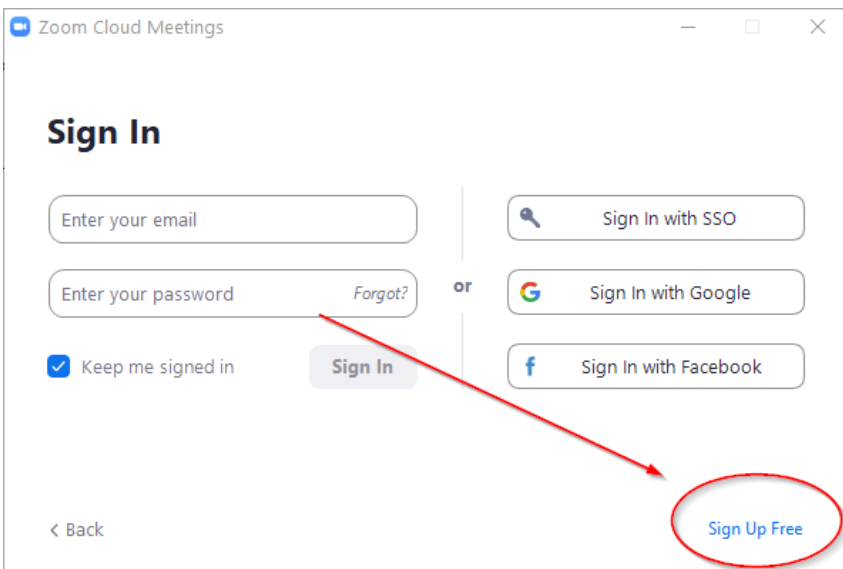 Zoom Cloud Meetings
Sign In
Enter your email
Enter your password Forgot?
Keep me signed in
Sign In
or
Sign In with SSO
Sign In with Google
Sign In with Facebook
< Back
Sign Up Free